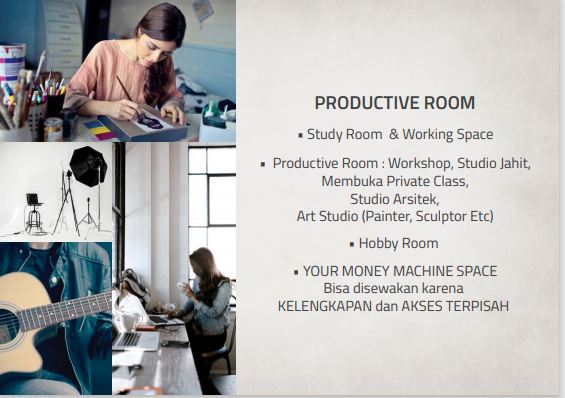 PRODUCTIVE ROOM
▪ Study Room & Working Space
▪ Productive Room : Workshop, Studio Jahit,
Membuka Private Class,
Studio Arsitek,
Art Studio (Painter, Sculptor Etc)
▪ Hobby Room
▪ YOUR MONEY MACHINE SPACE
Bisa disewakan karena
KELENGKAPAN dan AKSES TERPISAH